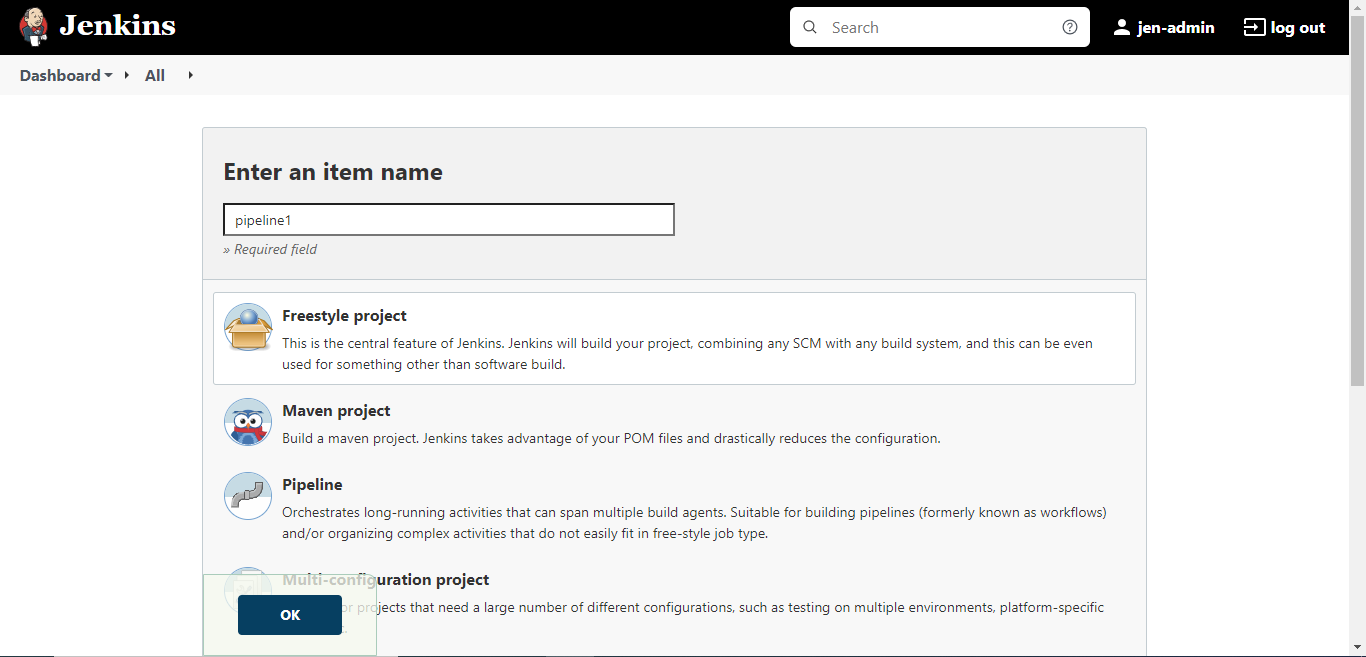 Jenkins
Search
jen-admin
log out
Dashboard
All
Enter an item name
pipeline1
» Required field
Freestyle project
This is the central feature of Jenkins. Jenkins will build your project, combining any SCM with any build system, and this can be even
used for something other than software build.
Maven project
Build a maven project. Jenkins takes advantage of your POM files and drastically reduces the configuration.
Pipeline
Orchestrates long-running activities that can span multiple build agents. Suitable for building pipelines (formerly known as workflows)
and/or organizing complex activities that do not easily fit in free-style job type.
Multi-configuration project
projects that need a large number of different configurations, such as testing on multiple environments, platform-specific
OK